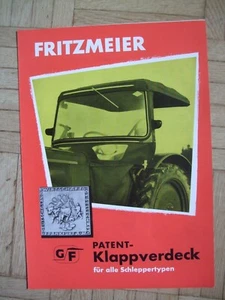 FRITZMEIER
GF
PATENT-
Klappverdeck
für alle Schleppertypen